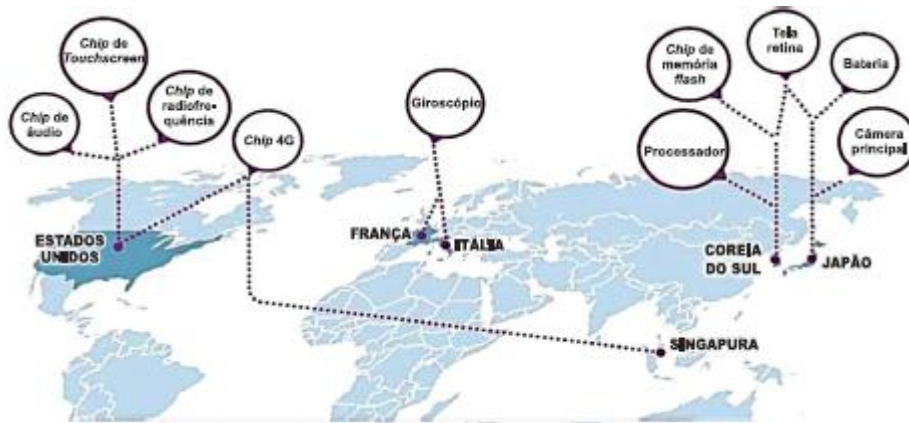 Chip de
Touchscreen
Chip de
áudio
Chip de
radiofre-
quência
Chip 4G
Giroscópio
Chip de
memória
flash
Tela
retina
Bateria
Processador
Câmera
principal
ESTADOS
UNIDOS
FRANÇA
ITÁLIA
COREIA
DO SUL
JAPÃO
SINGAPURA